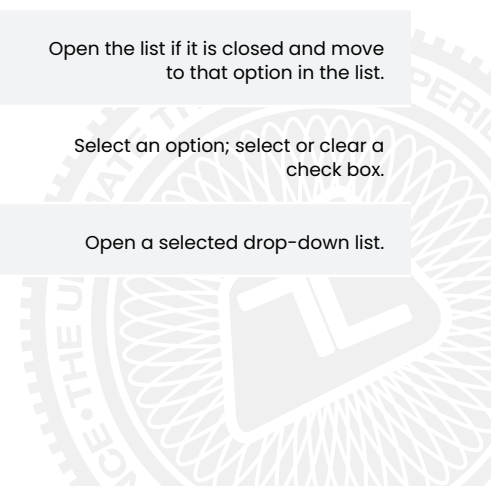 Open the list if it is closed and move
to that option in the list.
Select an option; select or clear a
check box.
Open a selected drop-down list.